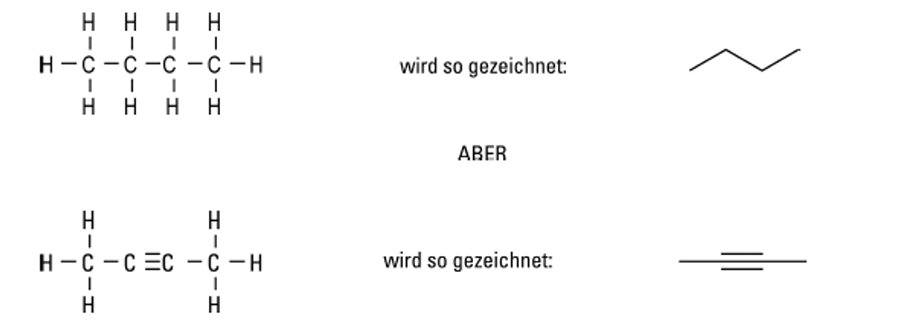 H H H H
H – C – C – C – C – H wird so gezeichnet:
H H H H
ABER
H H
H – C – C ≡ C – C – H wird so gezeichnet:
H H